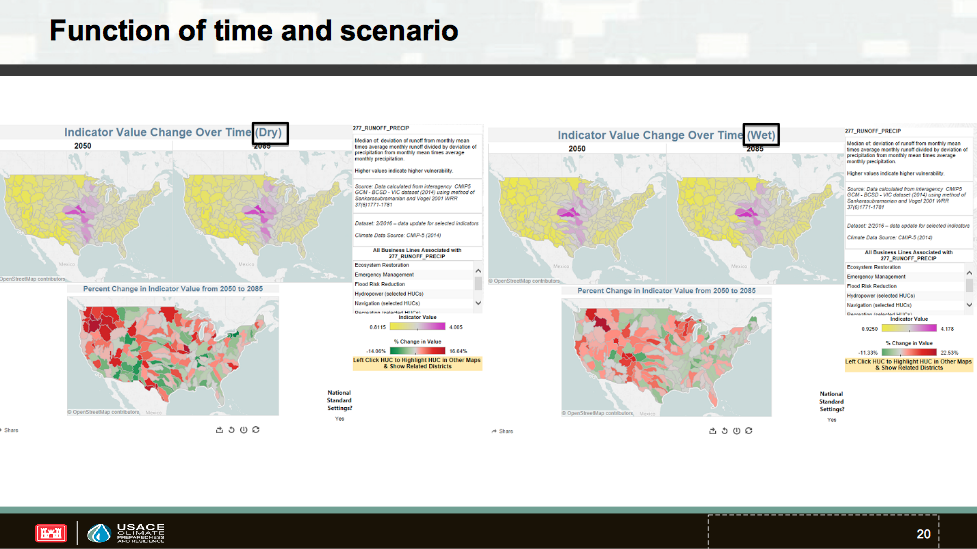 Function of time and scenario
Indicator Value Change Over Time (Dry)
2050
2085
277_RUNOFF_PRECIP
Median of: deviation of runoff from monthly mean
times average monthly runoff divided by deviation of
precipitation from monthly mean times average
monthly precipitation.
Higher values indicate higher vulnerability.
Source: Data calculated from interagency CMIP5
GCM - BCSD - VIC dataset (2014) using method of
Sankarasubramanian and Vogel 2001 WRR
37(6)1771-1781
Dataset: 2/2016 – data update for selected indicators
Climate Data Source: CMIP-5 (2014)
All Business Lines Associated with
277_RUNOFF_PRECIP
Ecosystem Restoration
Emergency Management
Flood Risk Reduction
Hydropower (selected HUCs)
Navigation (selected HUCs)
Mexico
Mexico
OpenStreetMap contributors
Percent Change in Indicator Value from 2050 to 2085
© OpenStreetMap contributors
Mexico
Indicator Value
% Change in Value
-14.00%
Left Click HUC to Highlight HUC in Other Maps
& Show Related Districts
National
Standard
Settings?
Yes
Share
Indicator Value Change Over Time (Wet)
2050
2085
277_RUNOFF_PRECIP
Median of: deviation of runoff from monthly mean
times average monthly runoff divided by deviation of
precipitation from monthly mean times average
monthly precipitation.
Higher values indicate higher vulnerability.
Source: Data calculated from interagency CMIP5
GCM - BCSD - VIC dataset (2014) using method of
Sankarasubramanian and Vogel 2001 WRR
37(6)1771-1781
Dataset: 2/2016 – data update for selected indicators
Climate Data Source: CMIP-5 (2014)
All Business Lines Associated with
277_RUNOFF_PRECIP
Ecosystem Restoration
Emergency Management
Flood Risk Reduction
Hydropower (selected HUCs)
Navigation (selected HUCs)
Mexico
Mexico
© OpenStreetMap contributors
Percent Change in Indicator Value from 2050 to 2085
© OpenStreetMap contributors
Mexico
Indicator Value
0.9250 4.178
% Change in Value
-11.33% 22.53%
Left Click HUC to Highlight HUC in Other Maps
& Show Related Districts
National
Standard
Settings?
Yes
Share
USACE
CLIMATE
PREPAREDNESS
AND RESILIENCE
20